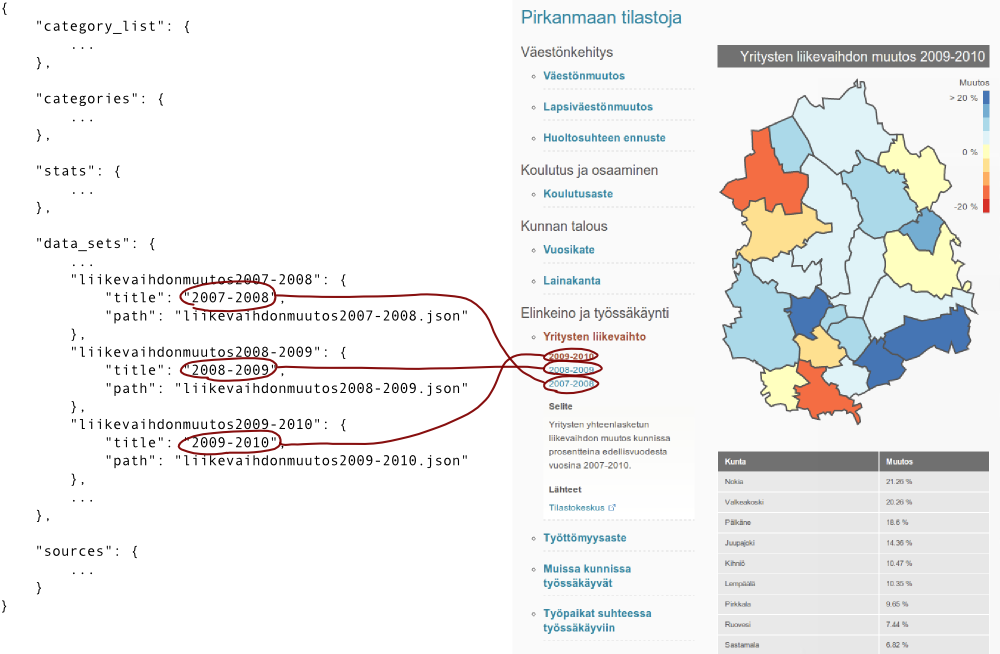 {
"category_list": {
...
},
"categories": {
...
},
"stats": {
...
},
"data_sets": {
...
"liikevaihdonmuutos2007-2008": {
"title": "2007-2008",
"path": "liikevaihdonmuutos2007-2008.json"
},
"liikevaihdonmuutos2008-2009": {
"title": "2008-2009",
"path": "liikevaihdonmuutos2008-2009.json"
},
"liikevaihdonmuutos2009-2010": {
"title": "2009-2010",
"path": "liikevaihdonmuutos2009-2010.json"
},
...
},
"sources": {
...
}
}
Pirkanmaan tilastoja
Väestönkehitys
Väestönmuutos
Lapsiväestönmuutos
Huoltosuhteen ennuste
Koulutus ja osaaminen
Koulutusaste
Kunnan talous
Vuosikate
Lainakanta
Elinkeino ja työssäkäynti
Yritysten liikevaihto
2009-2010
2008-2009
2007-2008
Selite
Yritysten yhteenlasketun
liikevaihdon muutos kunnissa
prosentteina edellisvuodesta
vuosina 2007-2010.
Lähteet
Tilastokeskus
Työttömyysaste
Muissa kunnissa
työssäkäyvät
Työpaikat suhteessa
työssäkäyviin
Yritysten liikevaihdon muutos 2009-2010
Muutos
> 20 %
0 %
-20 %
Kunta Muutos
Nokia 21.26 %
Valkeakoski 20.26 %
Pälkäne 18.6 %
Juupajoki 14.36 %
Kihniö 10.47 %
Lempäälä 10.35 %
Pirkkala 9.65 %
Ruovesi 7.44 %
Sastamala 6.82 %